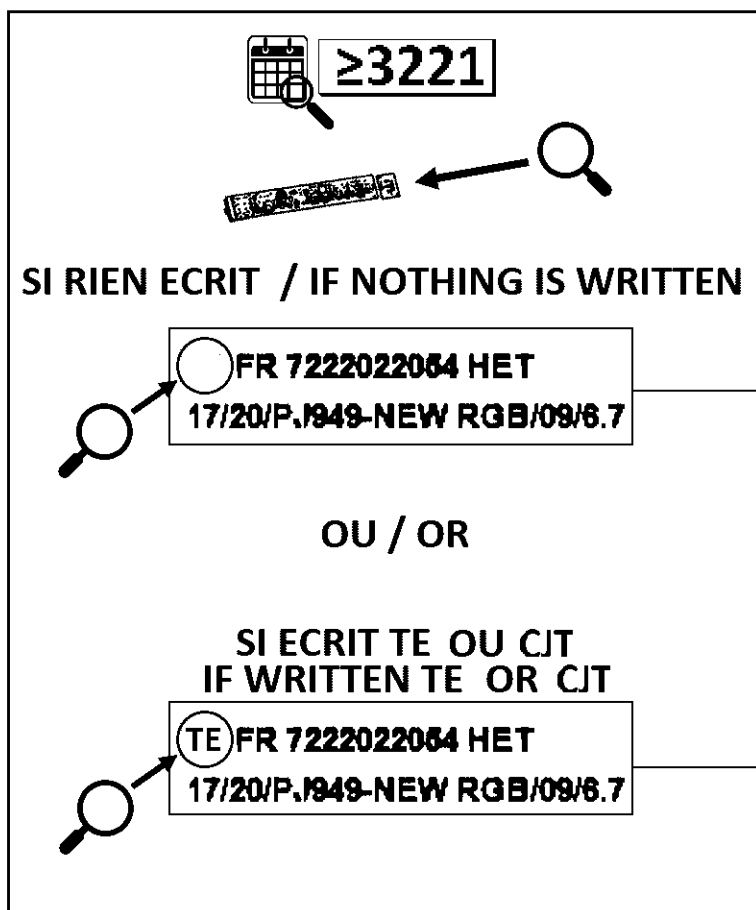 ≥3221
SI RIEN ECRIT / IF NOTHING IS WRITTEN
FR 7222022054 HET
17/20/PJ949-NEW RGB/09/6.7
OU / OR
SI ECRIT TE OU CJT
IF WRITTEN TE OR CJT
TE FR 7222022054 HET
17/20/PJ949-NEW RGB/09/6.7